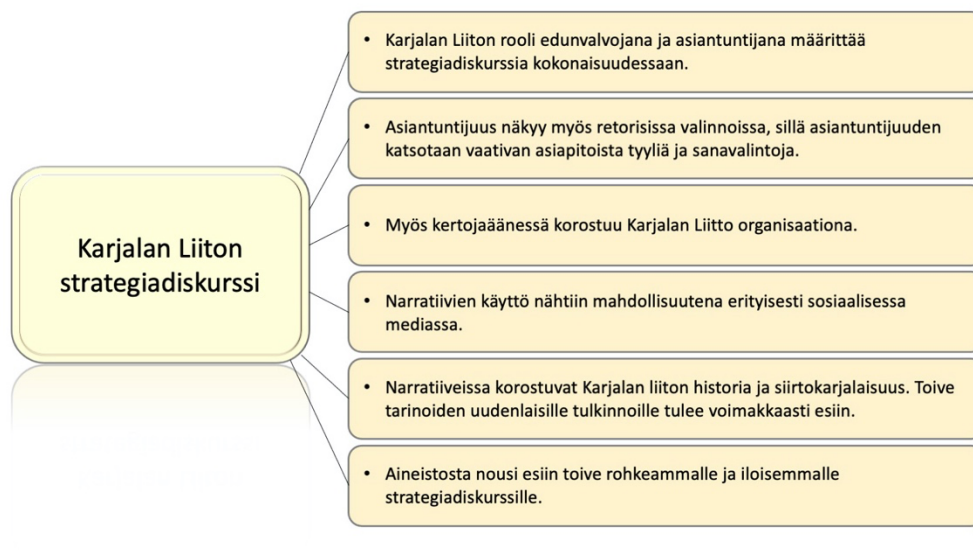 Karjalan Liiton
strategiadiskurssi
• Karjalan Liiton rooli edunvalvojana ja asiantuntijana määrittää
strategiadiskurssia kokonaisuudessaan.
• Asiantuntijuus näkyy myös retorisissa valinnoissa, sillä asiantuntijuuden
katsotaan vaativan asiapitoista tyyliä ja sanavalintoja.
• Myös kertojaäänessä korostuu Karjalan Liitto organisaationa.
• Narratiivien käyttö nähtiin mahdollisuutena erityisesti sosiaalisessa
mediassa.
• Narratiiveissa korostuvat Karjalan liiton historia ja siirtokarjalaisuus. Toive
tarinoiden uudenlaisille tulkinnoille tulee voimakkaasti esiin.
• Aineistosta nousi esiin toive rohkeammalle ja iloisemmalle
strategiadiskurssille.